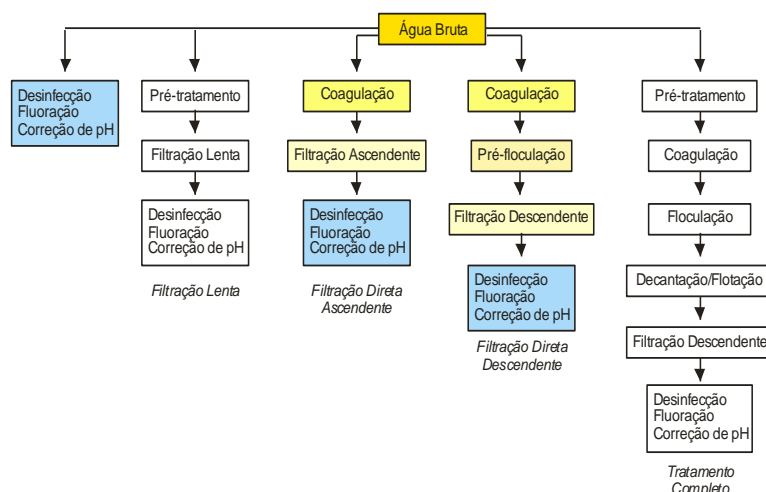 Água Bruta
Desinfecção
Fluoração
Correção de pH
Pré-tratamento
Filtração Lenta
Desinfecção
Fluoração
Correção de pH
Filtração Lenta
Coagulação
Filtração Ascendente
Desinfecção
Fluoração
Correção de pH
Filtração Direta
Ascendente
Coagulação
Pré-floculação
Filtração Descendente
Desinfecção
Fluoração
Correção de pH
Filtração Direta
Descendente
Pré-tratamento
Coagulação
Floculação
Decantação/Flotação
Filtração Descendente
Desinfecção
Fluoração
Correção de pH
Tratamento
Completo